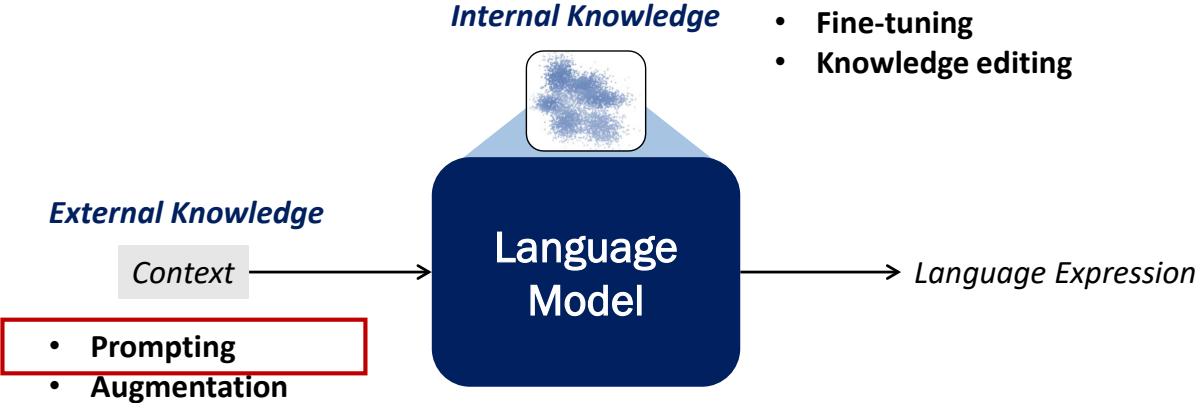 Internal Knowledge
• Fine-tuning
• Knowledge editing
External Knowledge
Context
Language
Model
Language Expression
• Prompting
• Augmentation